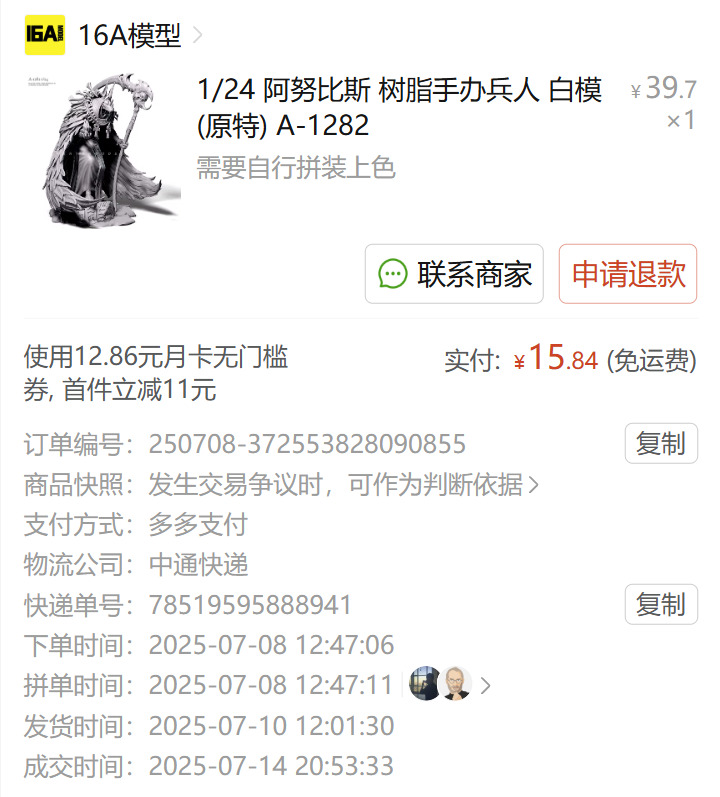 16A MODEL 16A模型
1/24 阿努比斯 树脂手办兵人 白模 ¥39.7
(原特) A-1282 ×1
需要自行拼装上色
联系商家 申请退款
使用12.86元月卡无门槛
券, 首件立减11元
实付: ¥15.84 (免运费)
订单编号: 250708-372553828090855 复制
商品快照: 发生交易争议时，可作为判断依据
支付方式: 多多支付
物流公司: 中通快递
快递单号: 78519595888941 复制
下单时间: 2025-07-08 12:47:06
拼单时间: 2025-07-08 12:47:11
发货时间: 2025-07-10 12:01:30
成交时间: 2025-07-14 20:53:33